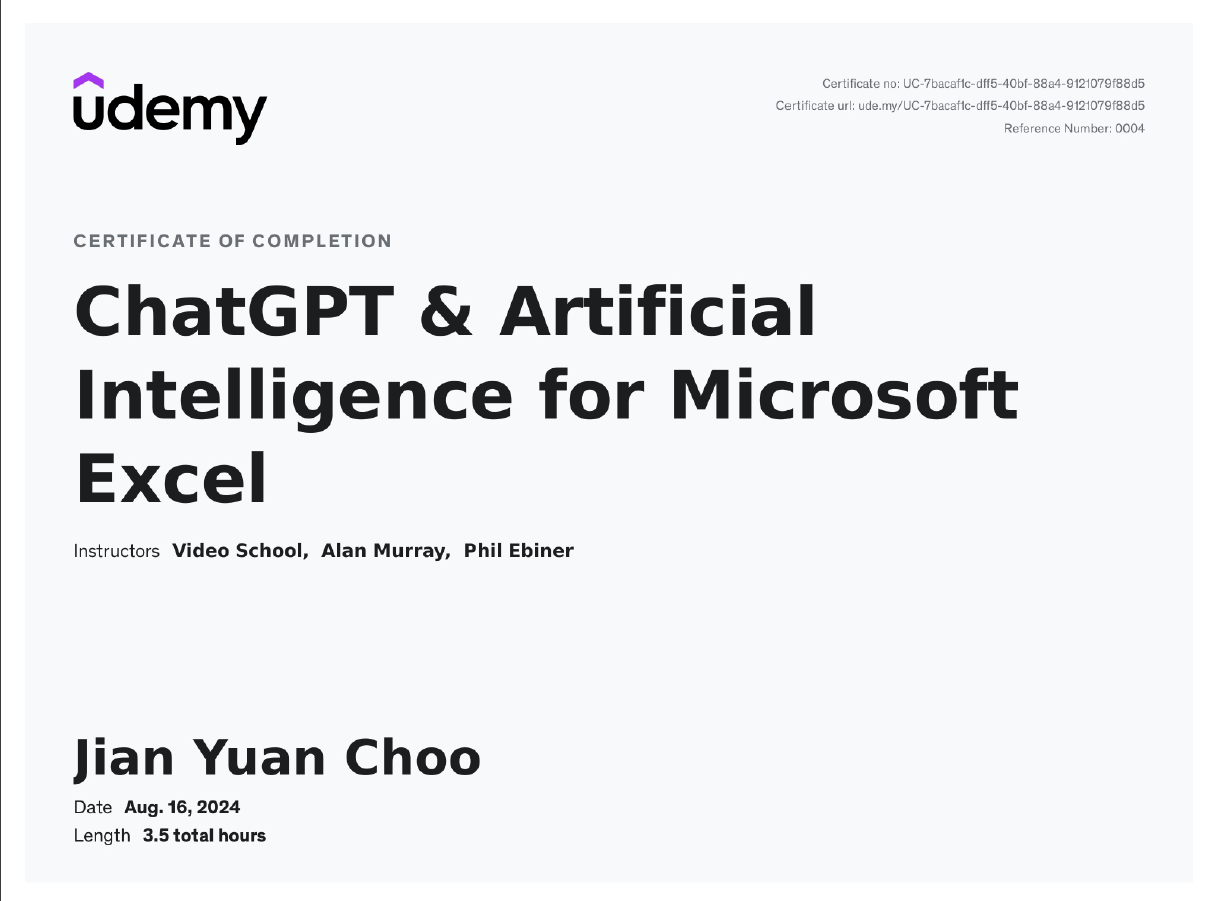 udemy
Certificate no: UC-7bacaf1c-dff5-40bf-88a4-9121079f88d5
Certificate url: ude.my/UC-7bacaf1c-dff5-40bf-88a4-9121079f88d5
Reference Number: 0004
CERTIFICATE OF COMPLETION
ChatGPT & Artificial
Intelligence for Microsoft
Excel
Instructors Video School, Alan Murray, Phil Ebiner
Jian Yuan Choo
Date Aug. 16, 2024
Length 3.5 total hours